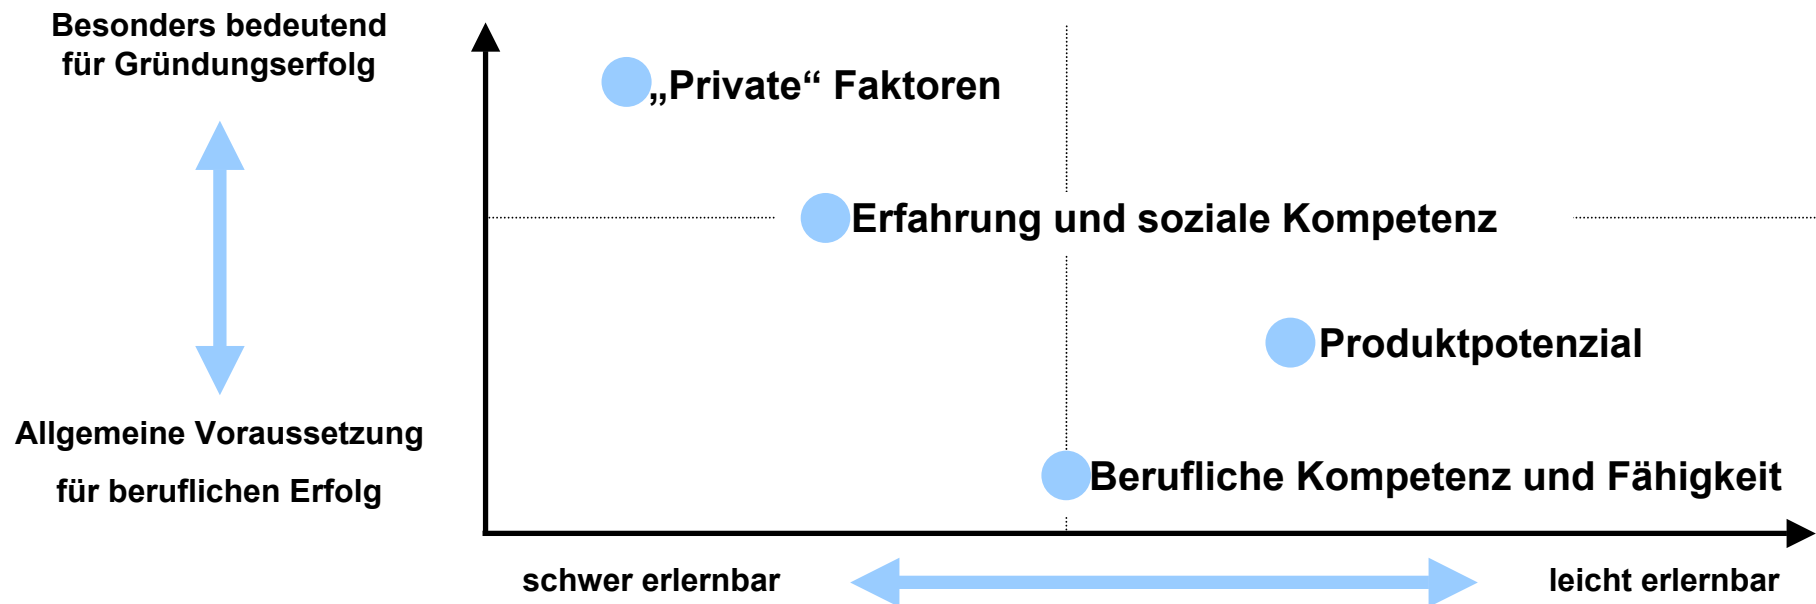 Besonders bedeutend
für Gründungserfolg
„Private“ Faktoren
Erfahrung und soziale Kompetenz
Produktpotenzial
Allgemeine Voraussetzung
für beruflichen Erfolg
Berufliche Kompetenz und Fähigkeit
schwer erlernbar
leicht erlernbar